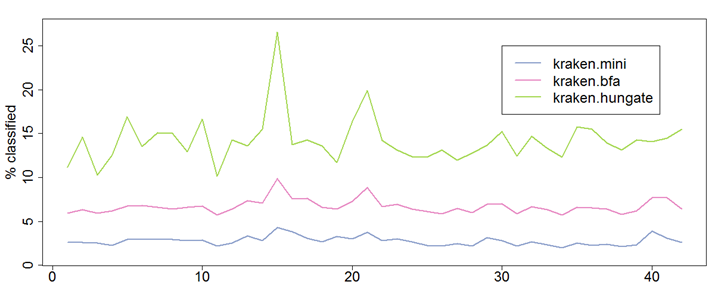 % classified
25
20
15
10
5
0
0 10 20 30 40
kraken.mini
kraken.bfa
kraken.hungate